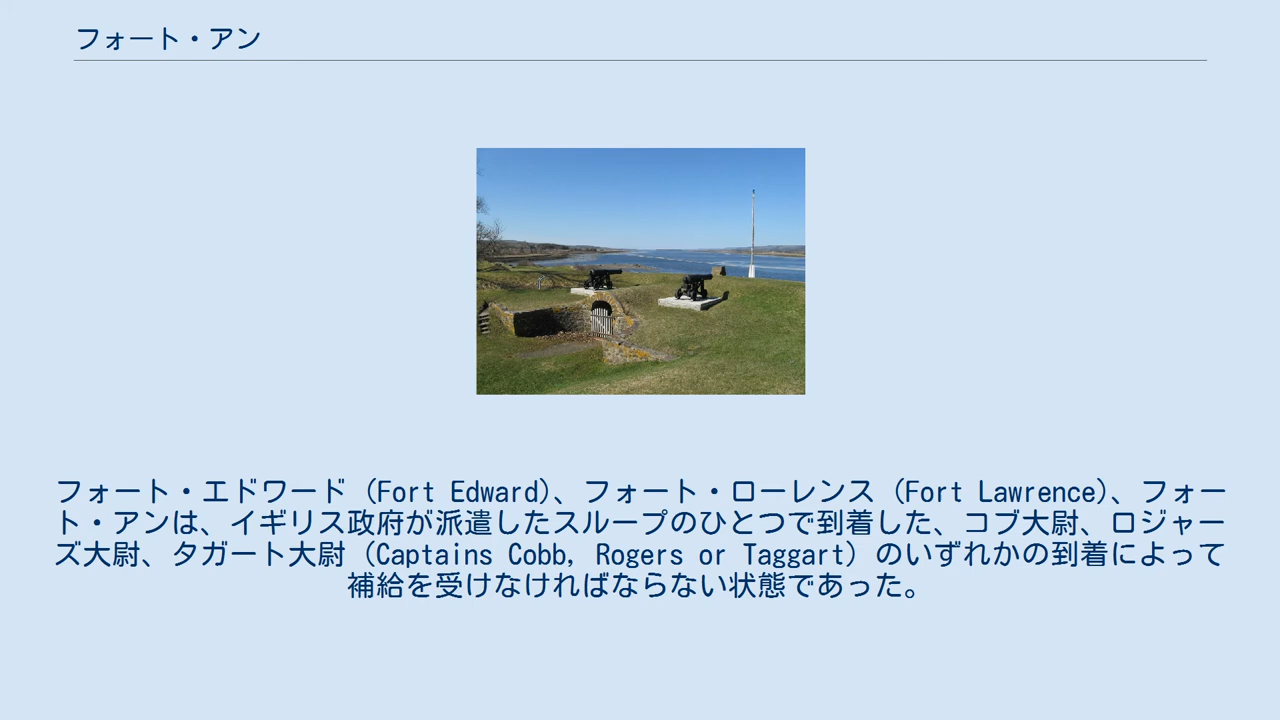 フォート・アン
フォート・エドワード（Fort Edward)、フォート・ローレンス（Fort Lawrence)、フォー
ト・アンは、イギリス政府が派遣したスループのひとつで到着した、コブ大尉、ロジャー
ズ大尉、タガート大尉（Captains Cobb, Rogers or Taggart）のいずれかの到着によって
補給を受けなければならない状態であった。